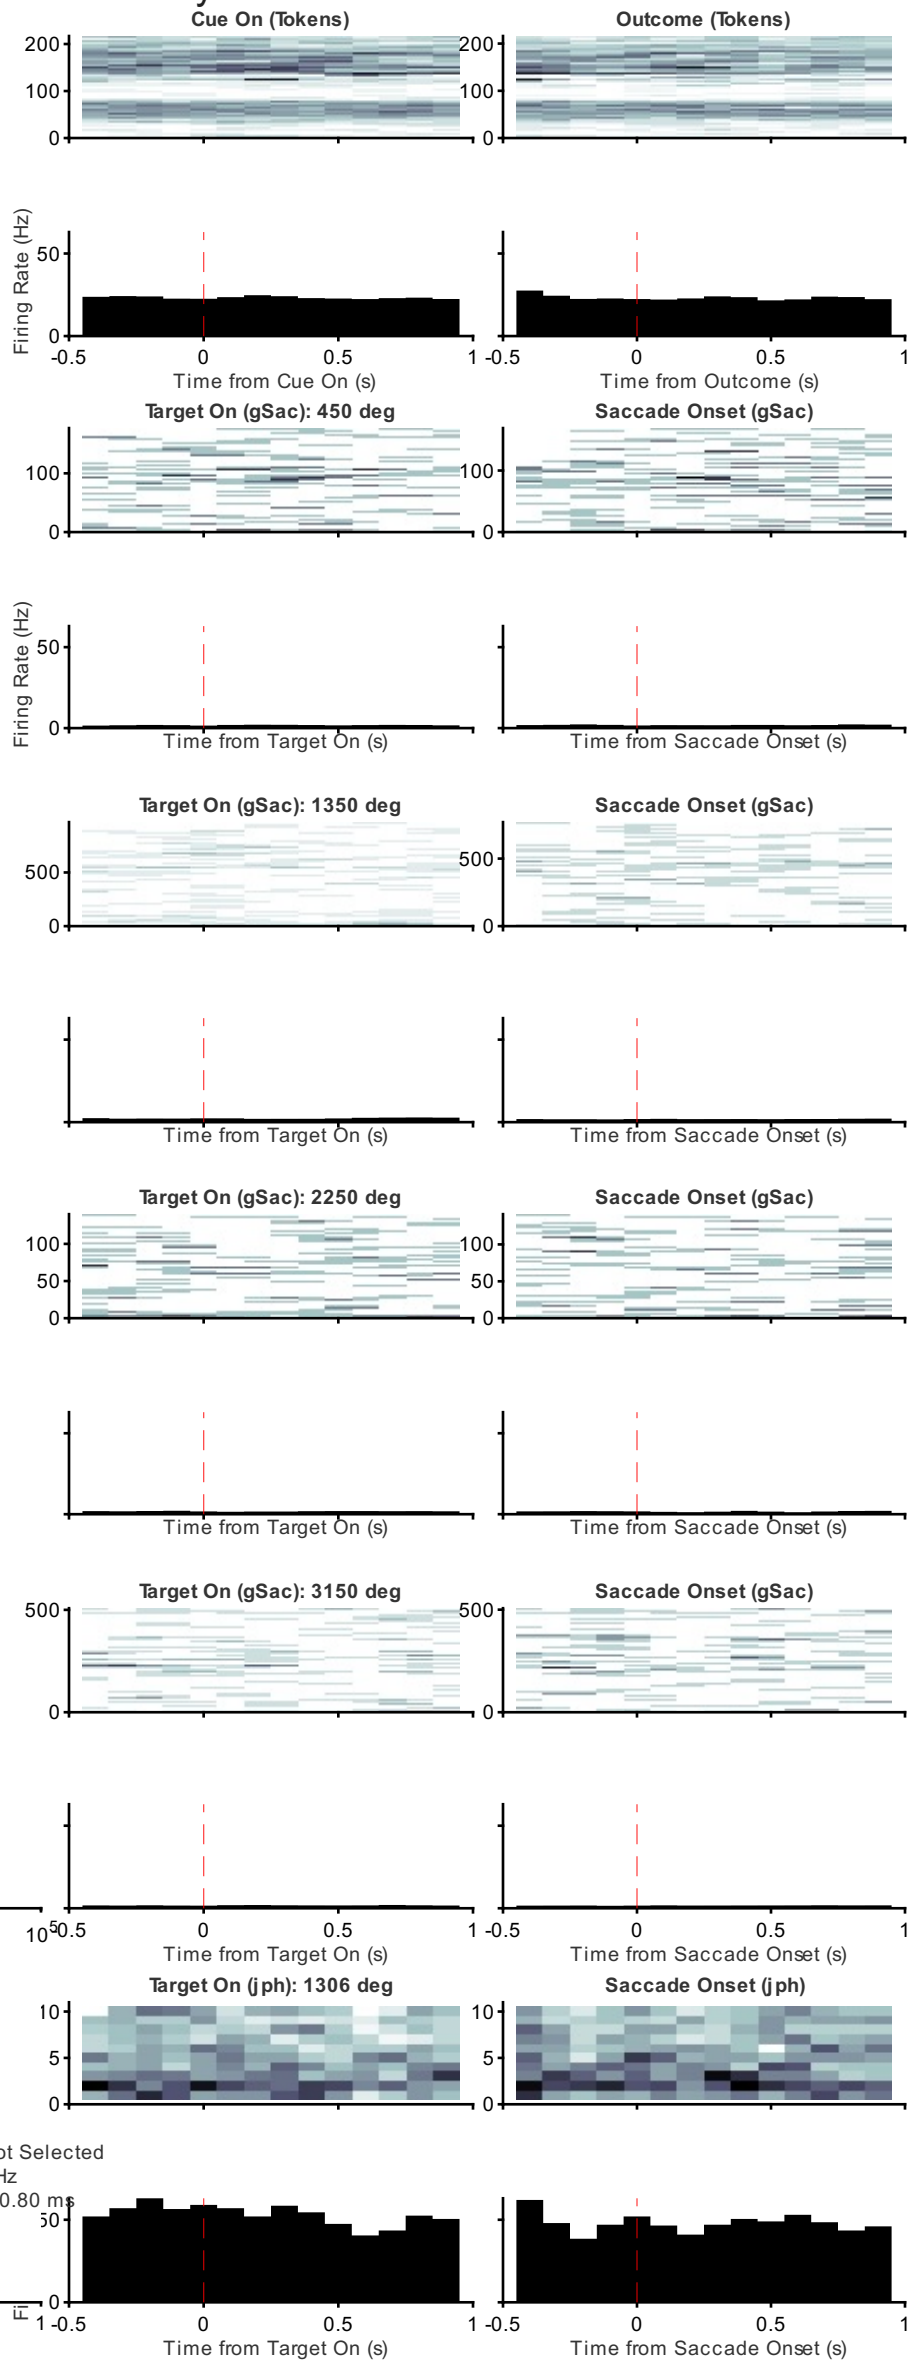 Cue On (Tokens) Outcome (Tokens)
200 200
100 100
0 0
Firing Rate (Hz)
50
0
-0.5 0 0.5 1 -0.5 0 0.5 1
Time from Cue On (s) Time from Outcome (s)
Target On (gSac): 450 deg Saccade Onset (gSac)
100 100
0 0
Firing Rate (Hz)
50
0
Time from Target On (s) Time from Saccade Onset (s)
Target On (gSac): 1350 deg Saccade Onset (gSac)
500 500
0 0
Time from Target On (s) Time from Saccade Onset (s)
Target On (gSac): 2250 deg Saccade Onset (gSac)
100 100
50 50
0 0
Time from Target On (s) Time from Saccade Onset (s)
Target On (gSac): 3150 deg Saccade Onset (gSac)
500 500
0 0
10⁵ -0.5 0 0.5 1 -0.5 0 0.5 1
Time from Target On (s) Time from Saccade Onset (s)
Target On (jph): 1306 deg Saccade Onset (jph)
10 10
5 5
0 0
ot Selected
Hz
0.80 ms
50
0
Fi
1 -0.5 0 0.5 1 -0.5 0 0.5 1
Time from Target On (s) Time from Saccade Onset (s)